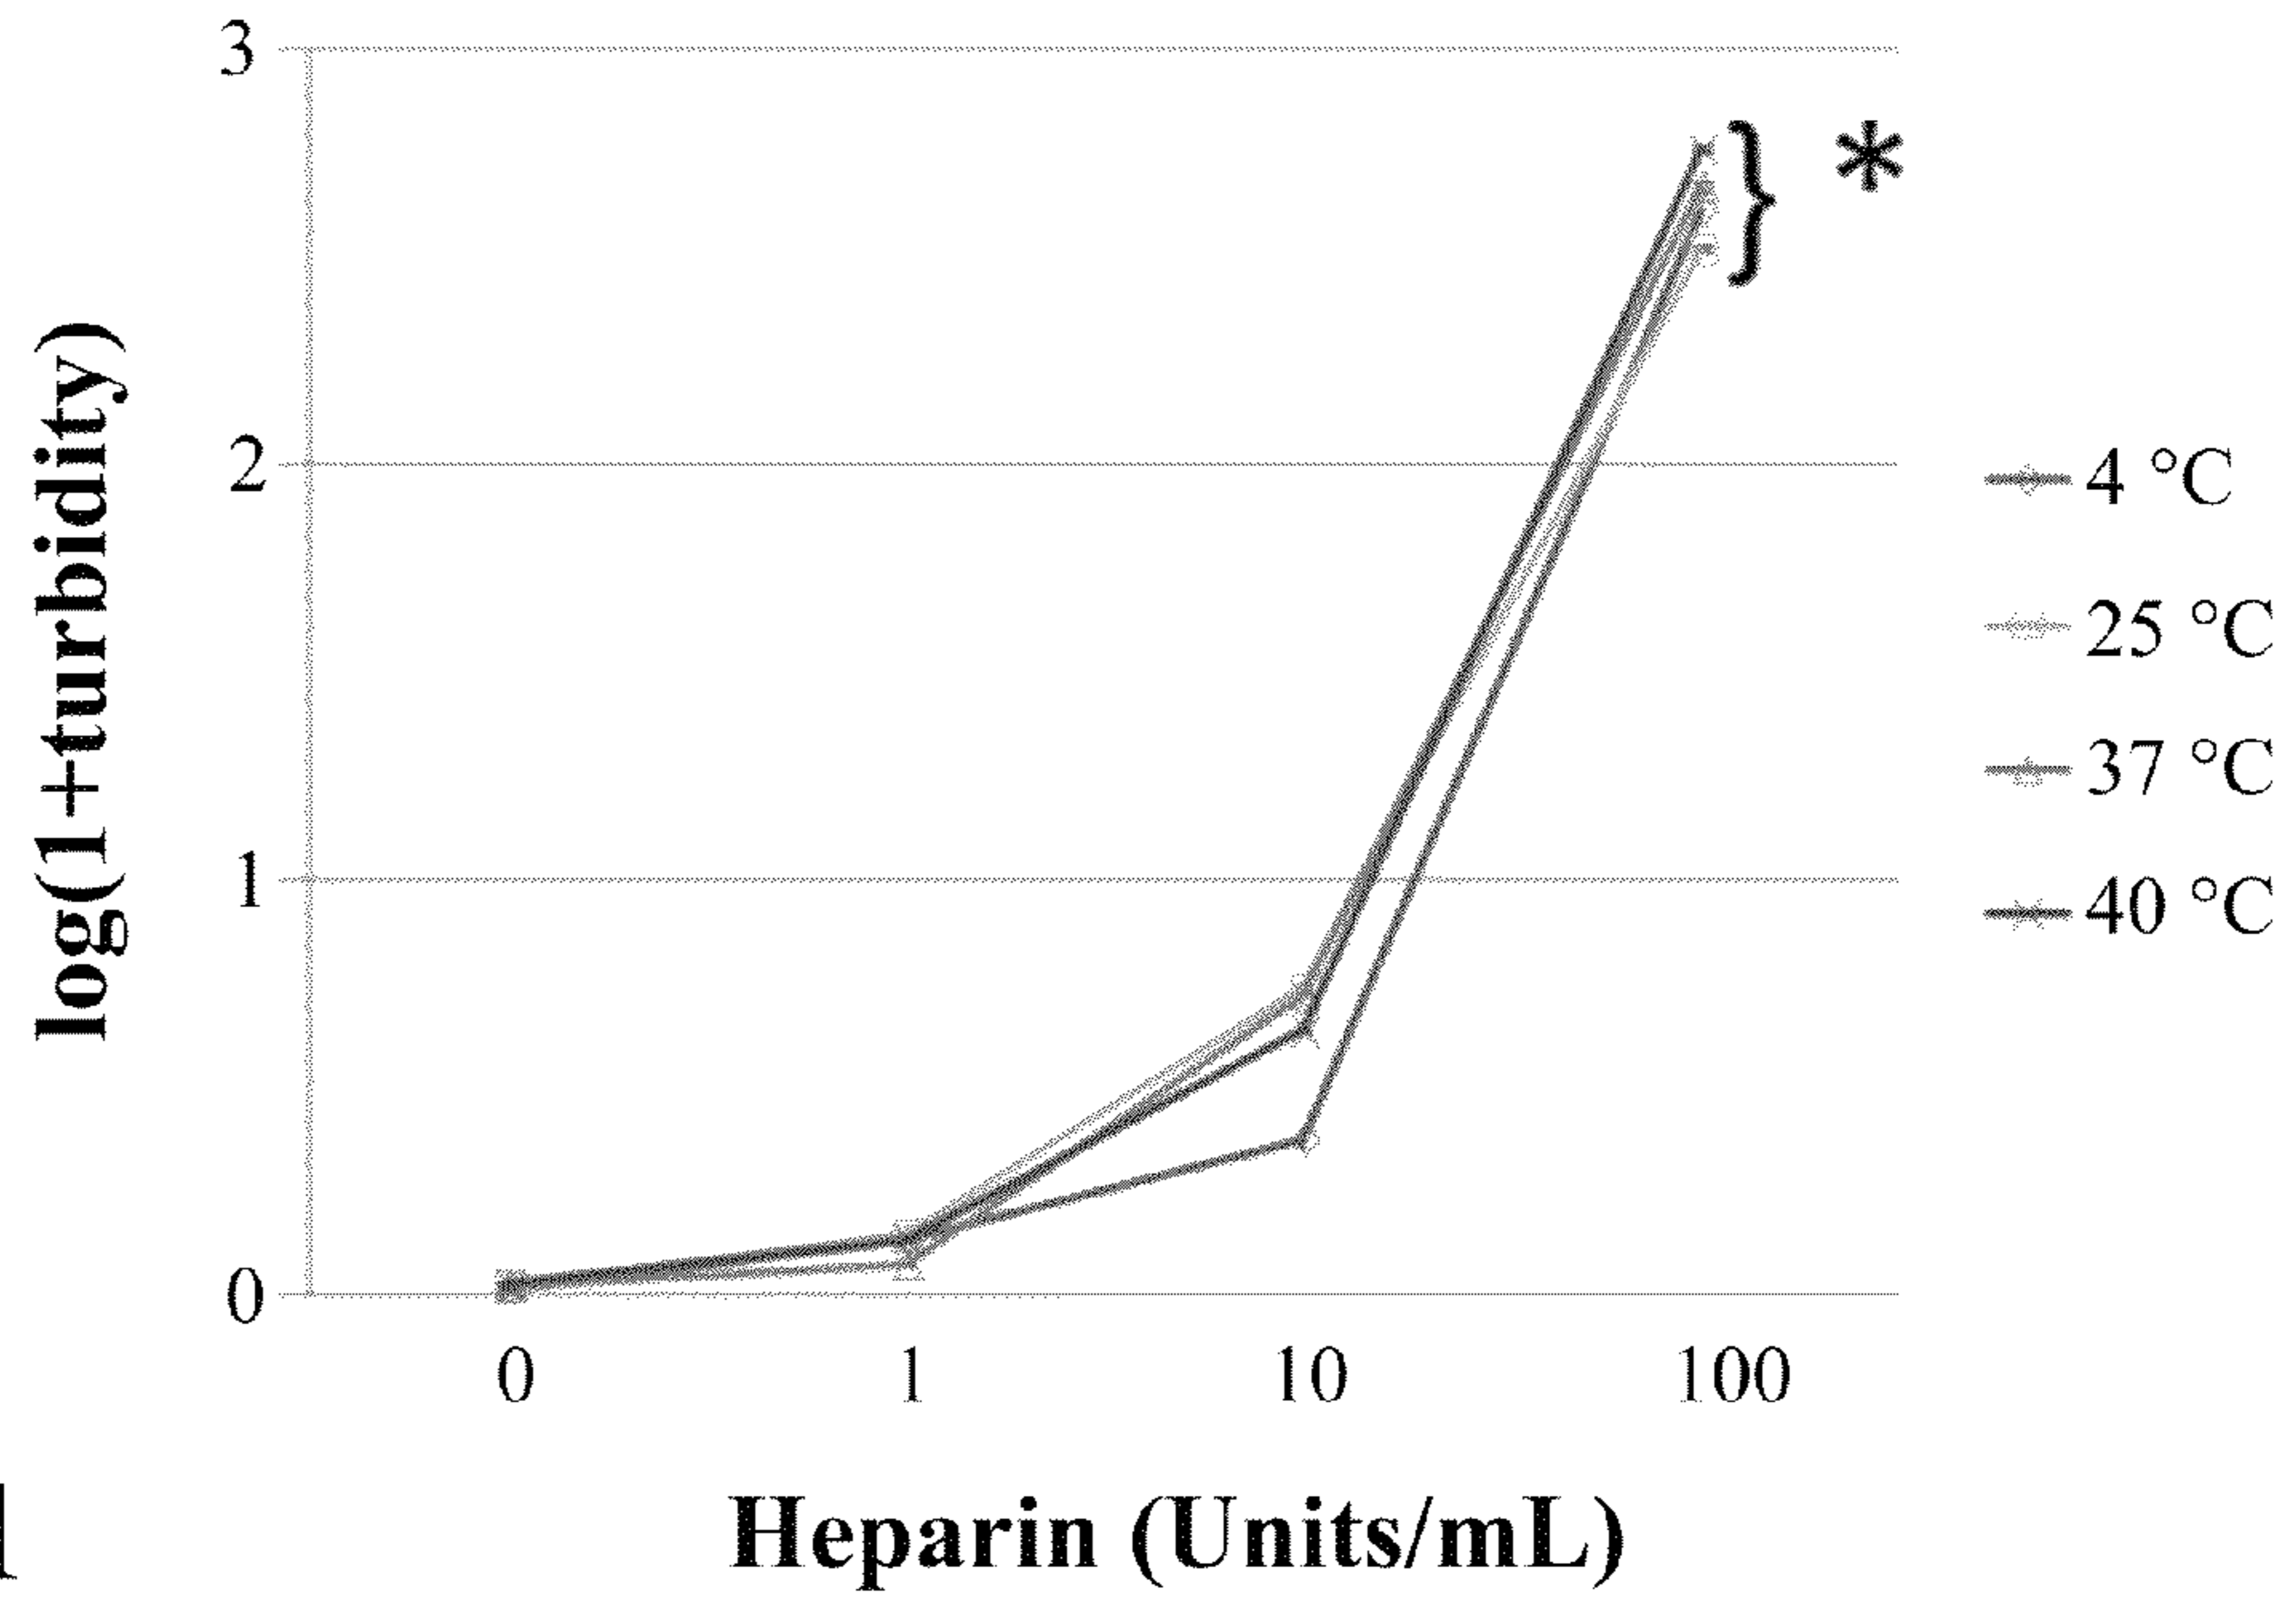 3
2
1
0
log(1+turbidity)
} *
4 °C
25 °C
37 °C
40 °C
0 1 10 100
Heparin (Units/mL)